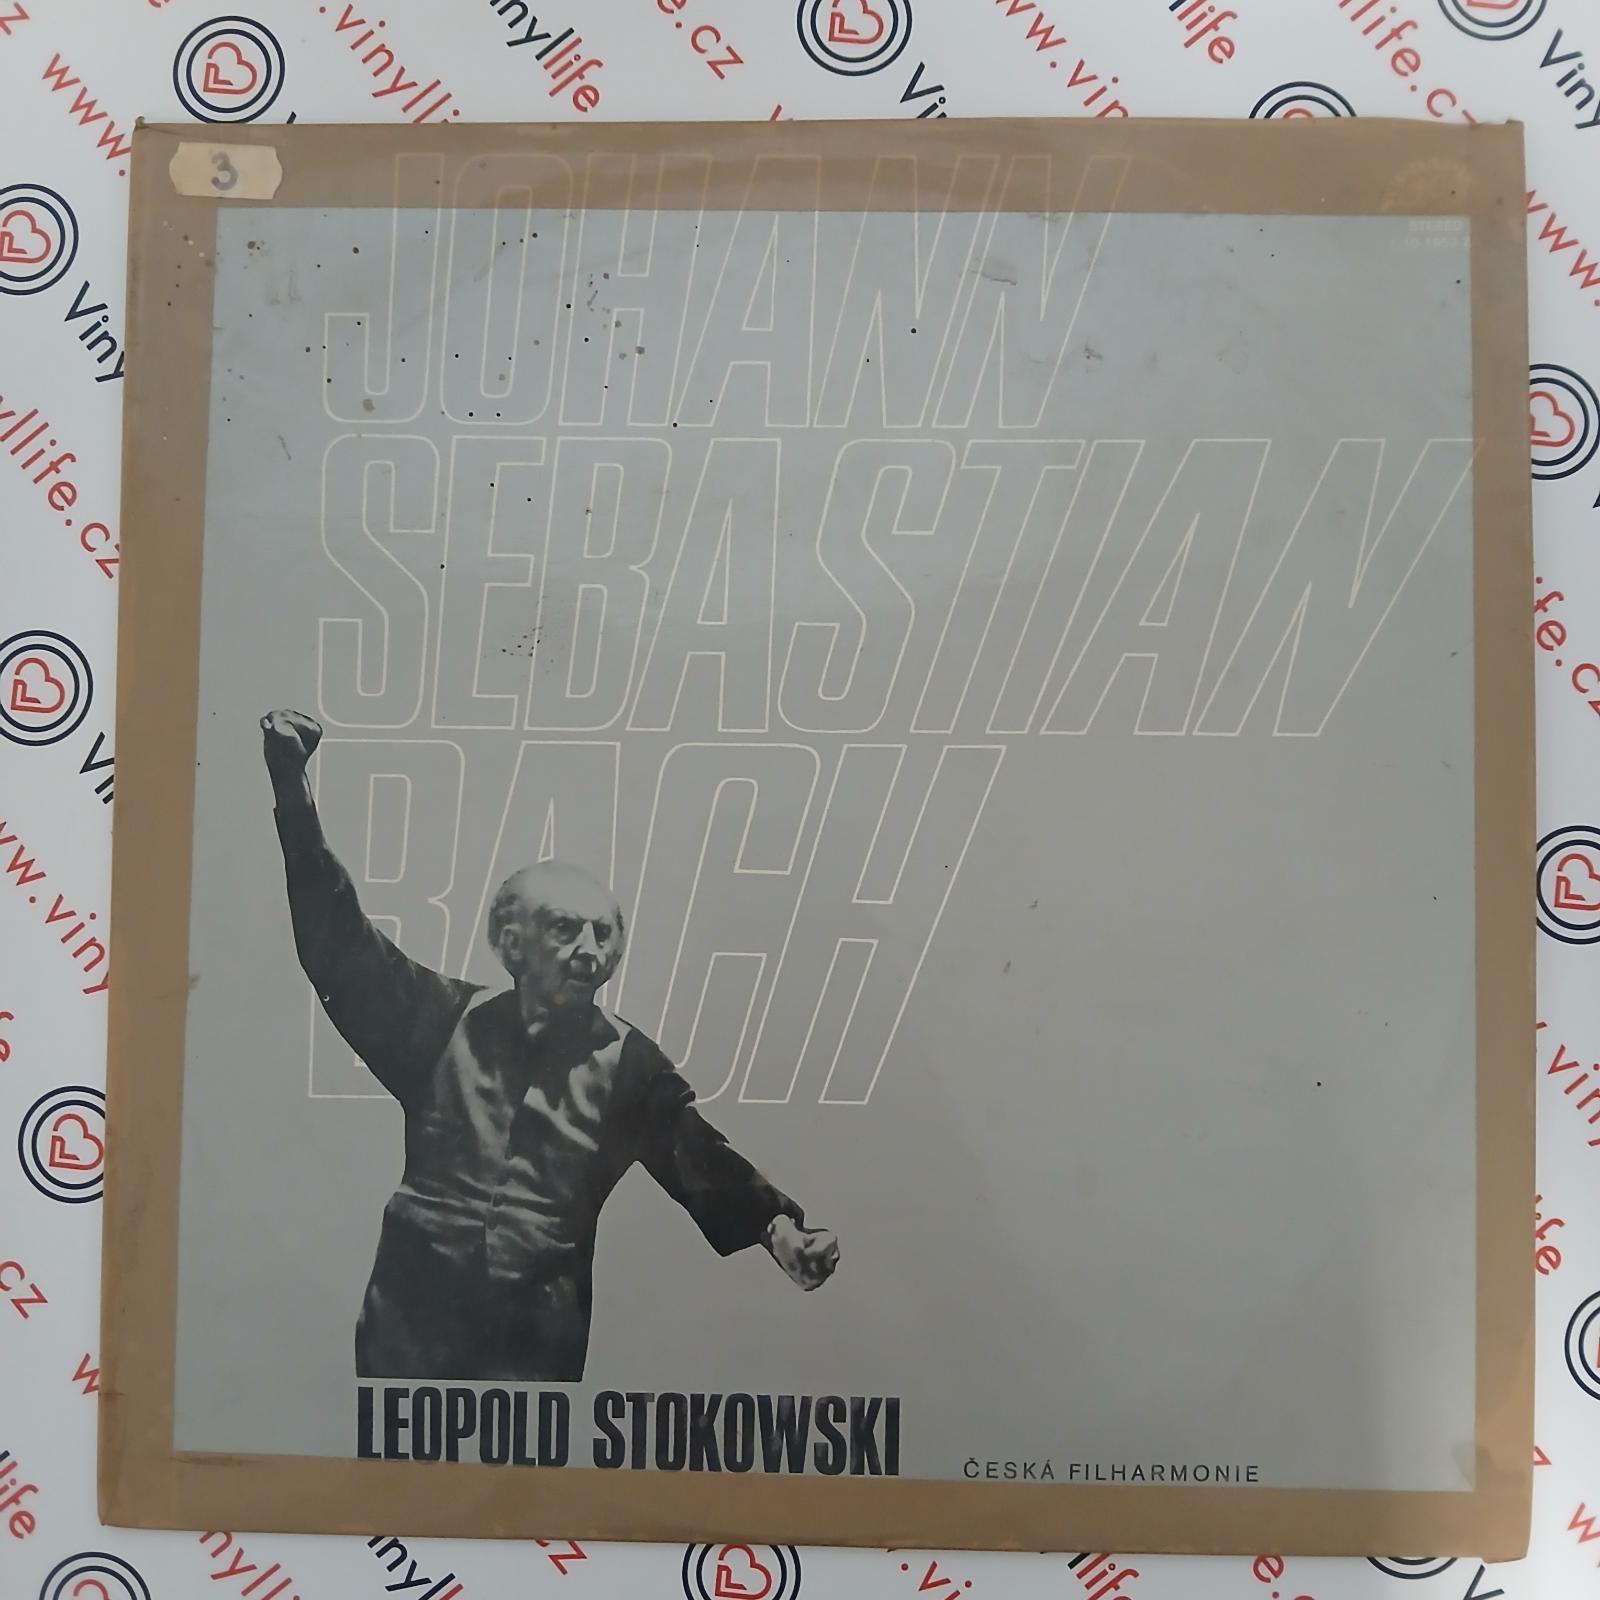 3
JOHANN
STEREO
SEBASTIAN
BACH
LEOPOLD STOKOWSKI
ČESKÁ FILHARMONIE
www.vinyllife.cz
Vinyllife